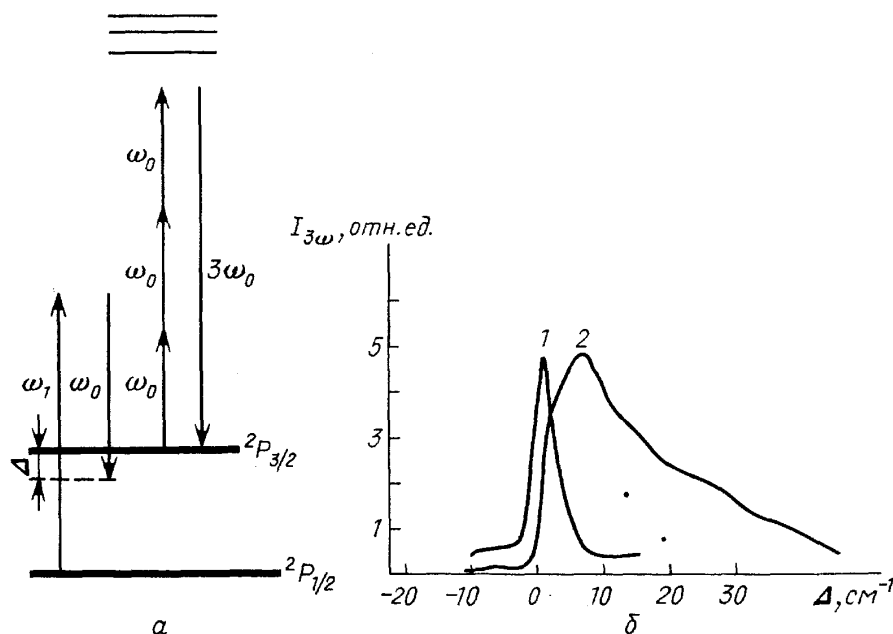 ω₀
I₃ω, отн.ед.
ω₀ 3ω₀
5 1 2
ω₁ ω₀ ω₀
²P₃/₂
3
Δ
1
²P₁/₂
-20 -10 0 10 20 30 Δ, см⁻¹
а б